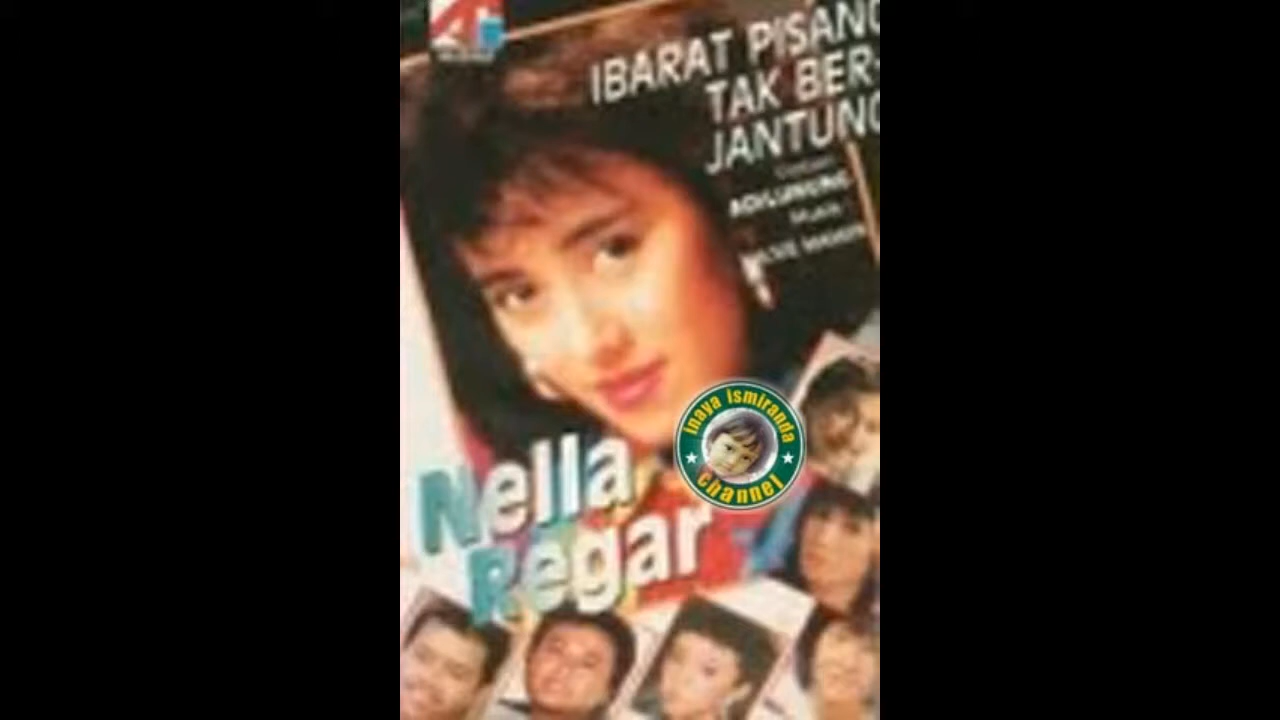 IBARAT PISANG
TAK BER-
JANTUNG
Nella
Regar
inaya ismiranda
channel